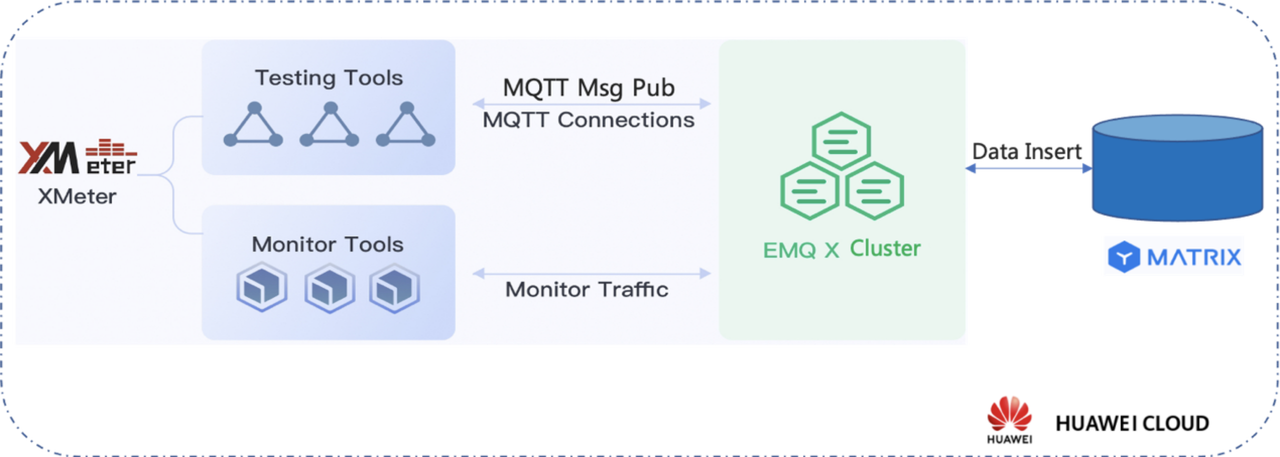 Testing Tools
XMeter
XMeter
Monitor Tools
MQTT Msg Pub
MQTT Connections
Monitor Traffic
EMQ X Cluster
Data Insert
MATRIX
HUAWEI
HUAWEI CLOUD